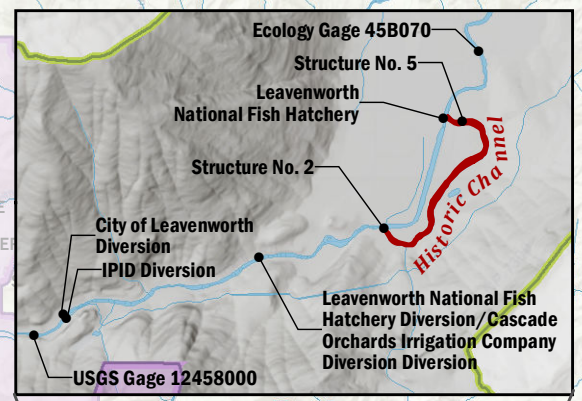 Ecology Gage 45B070
Structure No. 5
Leavenworth
National Fish Hatchery
Historic Channel
Structure No. 2
City of Leavenworth
Diversion
IPID Diversion
Leavenworth National Fish
Hatchery Diversion/Cascade
Orchards Irrigation Company
Diversion Diversion
USGS Gage 12458000